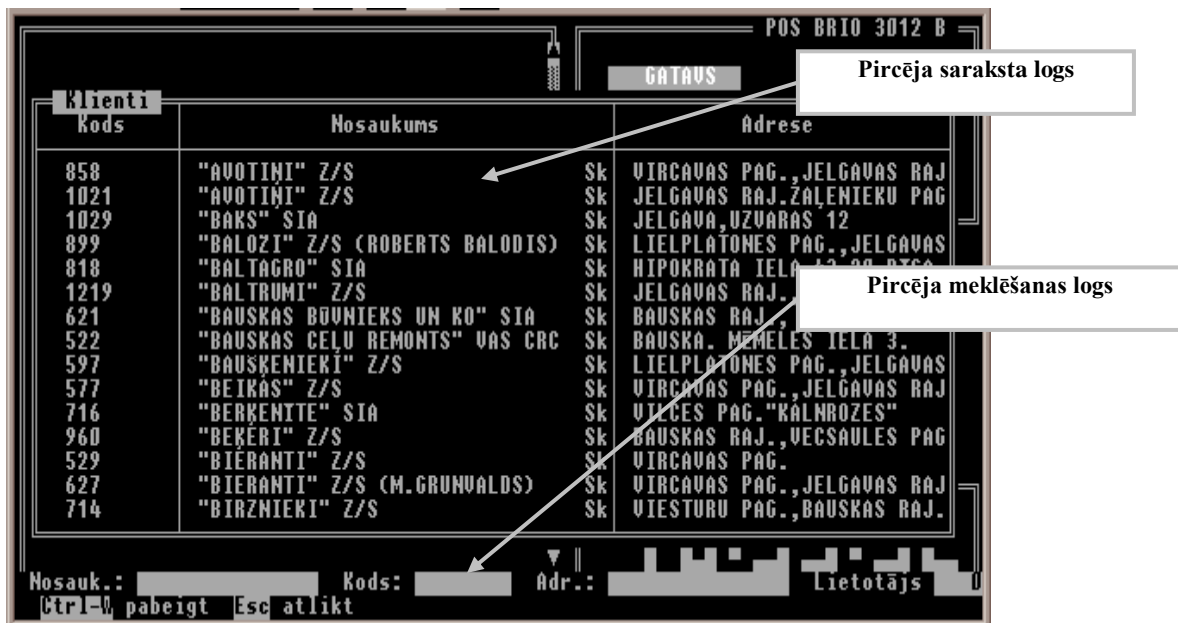 POS BRIO 3012 B
GATAVS
Pircēja saraksta logs
Klienti
Kods Nosaukums Adrese
858 "AVOTIŅI" Z/S Sk VIRCAVAS PAG.,JELGAVAS RAJ
1021 "AVOTIŅI" Z/S Sk JELGAVAS RAJ.ZAĻENIEKU PAG
1029 "BAKS" SIA Sk JELGAVA,UZVARAS 12
899 "BALOZI" Z/S (ROBERTS BALODIS) Sk LIELPLATONES PAG.,JELGAVAS
818 "BALTAGRO" SIA Sk HIPOKRATA IELA
1219 "BALTRUMI" Z/S Sk JELGAVAS RAJ.,
Pircēja meklēšanas logs
621 "BAUSKAS BŪVNIEKS UN KO" SIA Sk BAUSKAS RAJ.,
522 "BAUSKAS CEĻU REMONTS" VAS CRC Sk BAUSKA. MĒMELES IELA 3.
597 "BAUSĶENIEKI" Z/S Sk LIELPLATONES PAG.,JELGAVAS
577 "BEIKAS" Z/S Sk VIRCAVAS PAG.,JELGAVAS RAJ
716 "BERĶENITE" SIA Sk VILCES PAG."KALNROZES"
960 "BEĶERI" Z/S Sk BAUSKAS RAJ.,VECSAULES PAG
529 "BIERANTI" Z/S Sk VIRCAVAS PAG.
627 "BIERANTI" Z/S (M.GRUNVALDS) Sk VIRCAVAS PAG.,JELGAVAS RAJ
714 "BIRZNIEKI" Z/S Sk VIESTURU PAG.,BAUSKAS RAJ.
Nosauk.: Kods: Adr.: Lietotājs 0
Ctrl-W pabeigt Esc atlikt